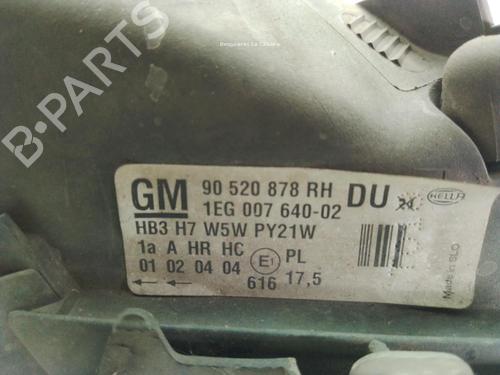 Desguaces La Cabaña
B-PARTS
GM 90 520 878 RH DU HELLA
1EG 007 640-02
HB3 H7 W5W PY21W
1a A HR HC
01 02 04 04 E1 PL
616 17,5
Made in SLO